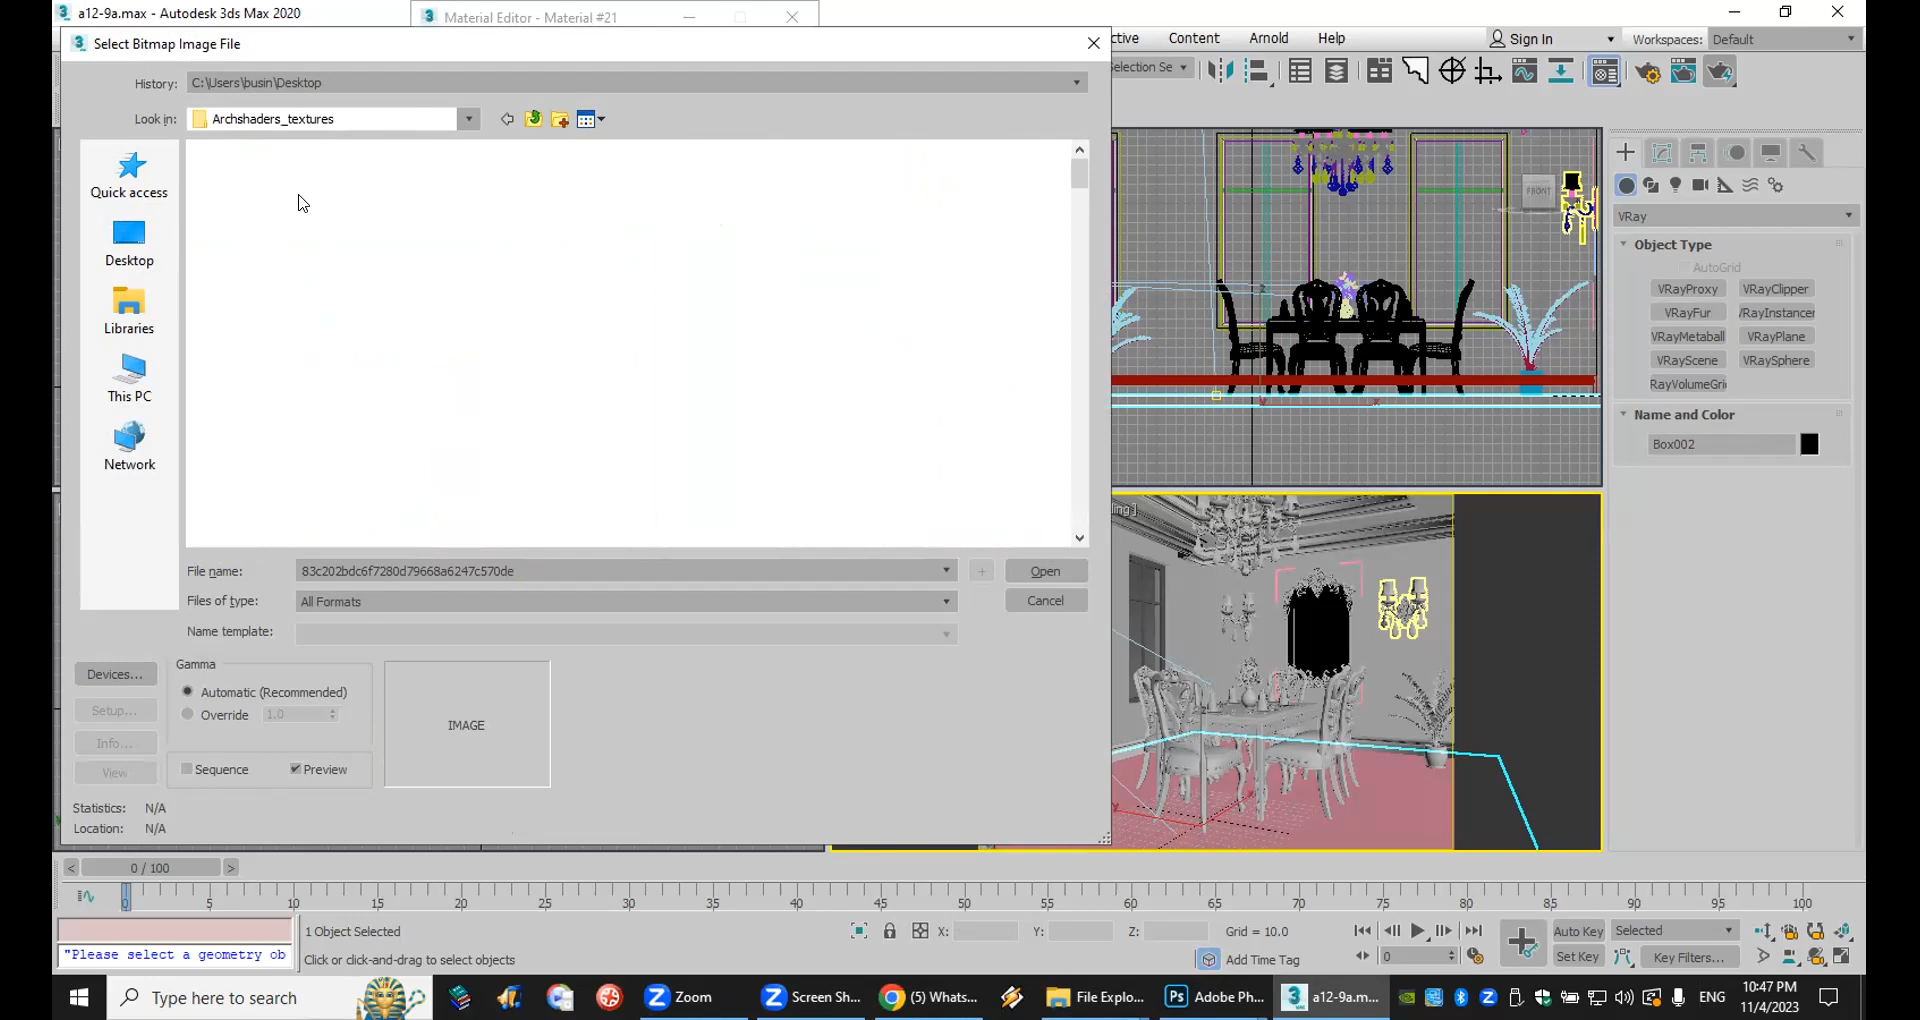 a12-9a.max - Autodesk 3ds Max 2020
Material Editor - Material #21
Select Bitmap Image File
ctive Content Arnold Help
Sign In
Workspaces: Default
History: C:\Users\busin\Desktop
election Se
Look in: Archshaders_textures
Quick access
Desktop
Libraries
This PC
Network
FRONT
VRay
Object Type
AutoGrid
VRayProxy VRayClipper
VRayFur /RayInstancer
VRayMetaball VRayPlane
VRayScene VRaySphere
RayVolumeGri
Name and Color
Box002
ing ]
File name: 83c202bdc6f7280d79668a6247c570de
+ Open
Files of type: All Formats
Cancel
Name template:
Devices...
Setup...
Info...
View
Gamma
Automatic (Recommended)
Override 1.0
Sequence Preview
IMAGE
Statistics: N/A
Location: N/A
< 0 / 100 >
0 5 10 15 20 25 30 35 40 45 50 55 60 65 70 75 80 85 90 95 100
1 Object Selected
X: Y: Z: Grid = 10.0
Auto Key Selected
"Please select a geometry ob
Click or click-and-drag to select objects
Add Time Tag
0
Set Key Key Filters...
Type here to search
Zoom
Screen Sh...
(5) Whats...
File Explo...
Ps Adobe Ph...
a12-9a.m...
ENG
10:47 PM
11/4/2023